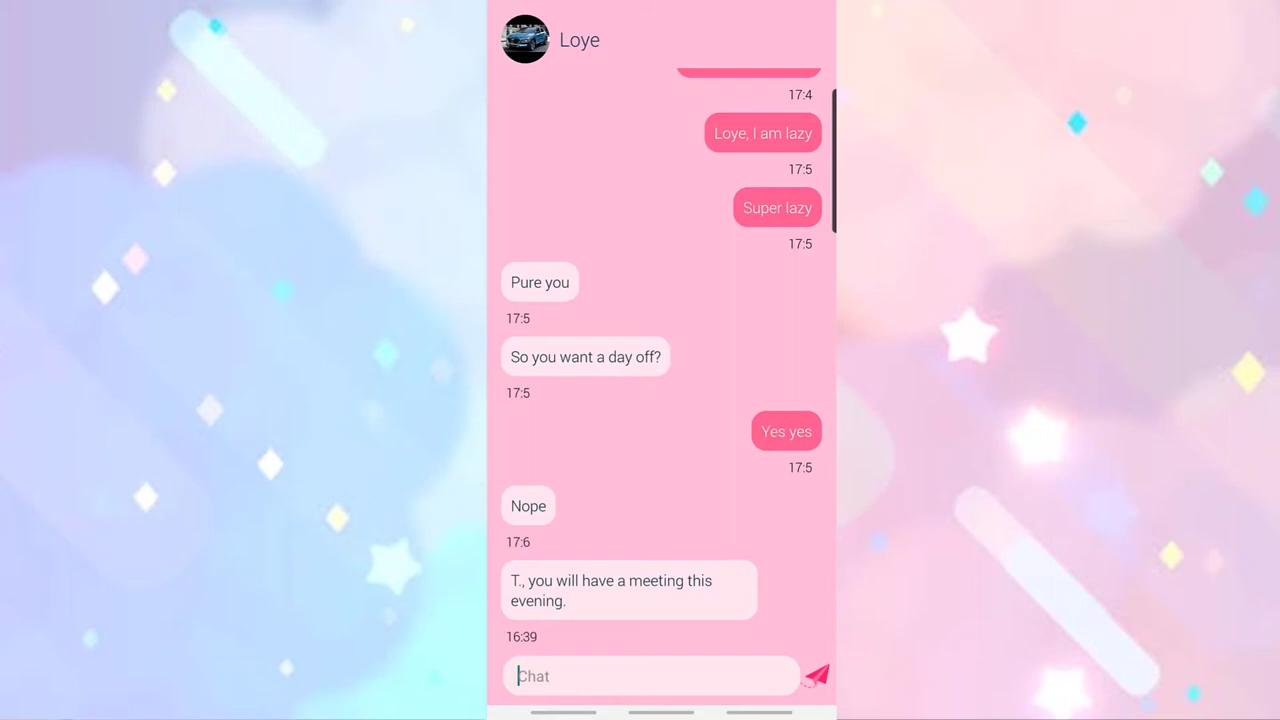 Loye
17:4
Loye, I am lazy
17:5
Super lazy
17:5
Pure you
17:5
So you want a day off?
17:5
Yes yes
17:5
Nope
17:6
T., you will have a meeting this
evening.
16:39
Chat